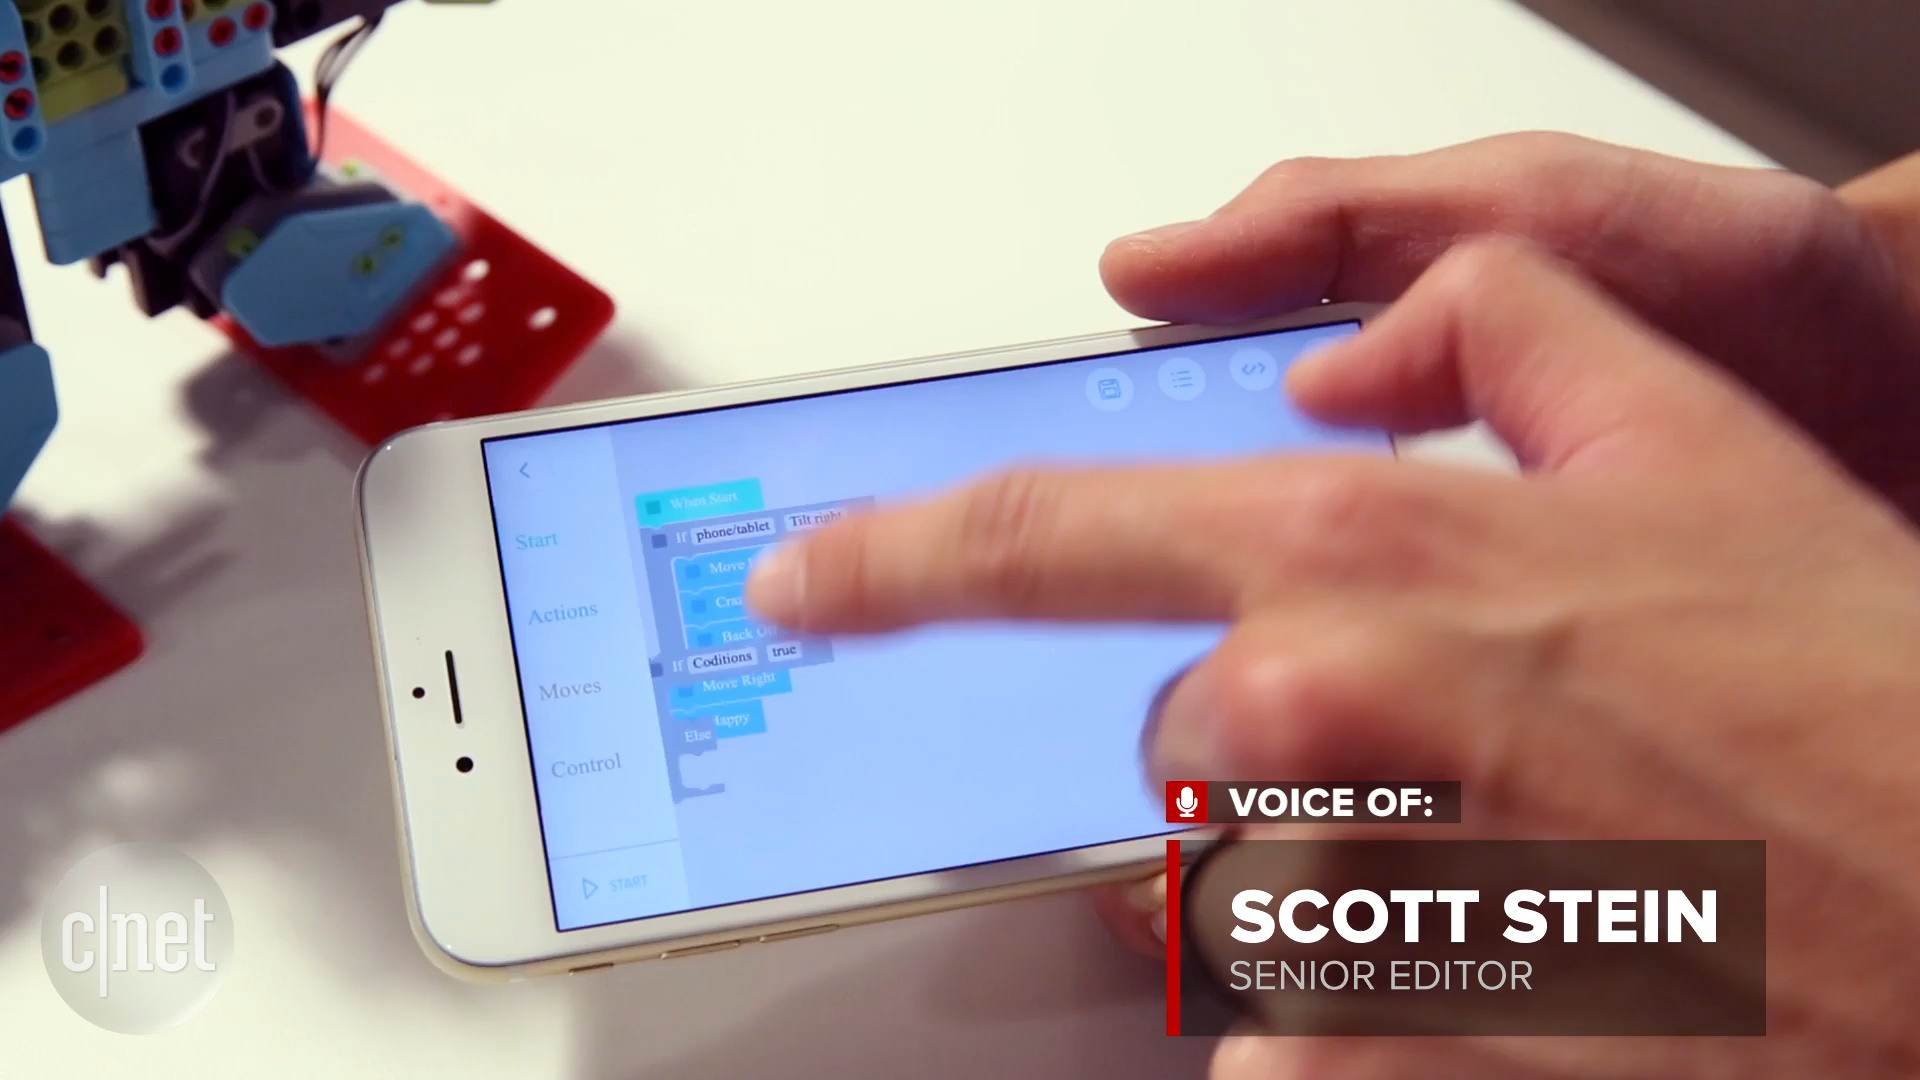 When Start
If phone/tablet Tilt right
Move
Back
If Coditions true
Move Right
Happy
Else
Start
Actions
Moves
Control
START
VOICE OF:
SCOTT STEIN
SENIOR EDITOR
c|net